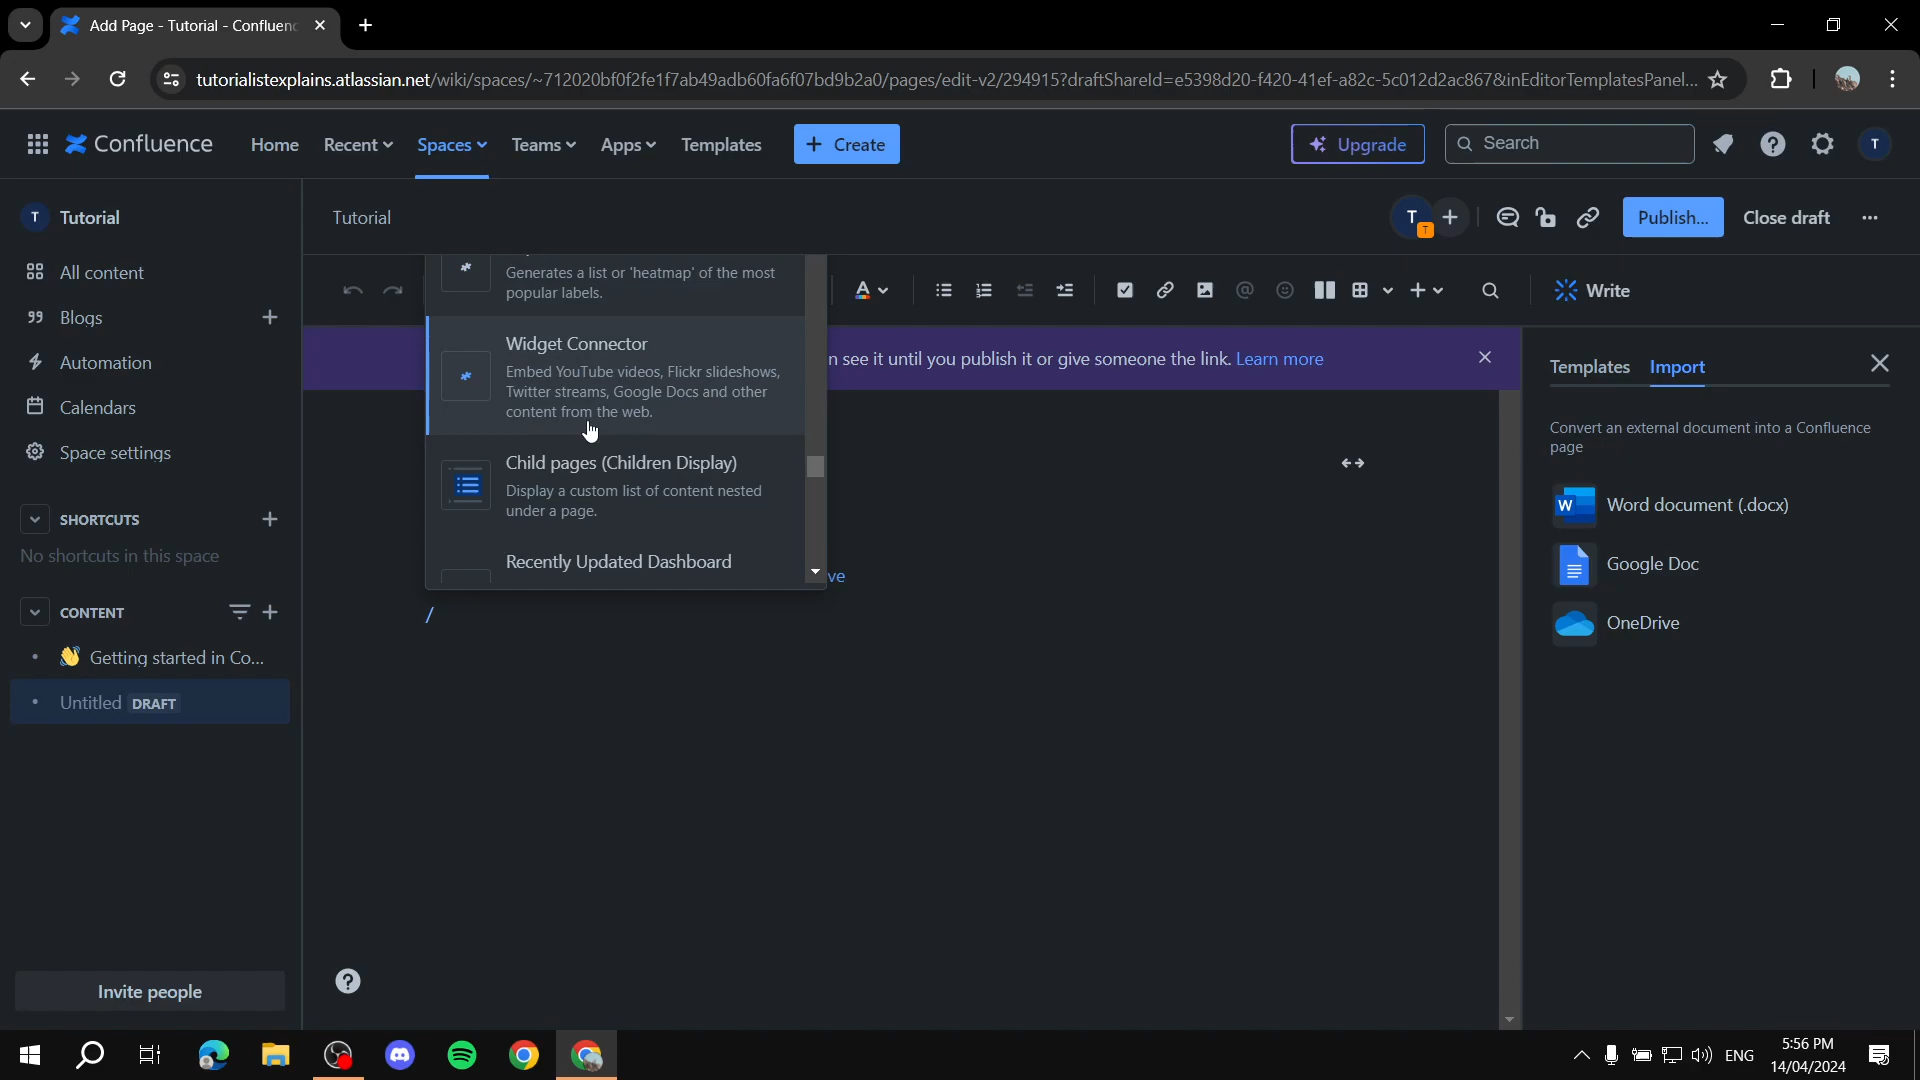 Add Page - Tutorial - Confluenc
tutorialistexplains.atlassian.net/wiki/spaces/~712020bf0f2fe1f7ab49adb60fa6f07bd9b2a0/pages/edit-v2/294915?draftShareId=e5398d20-f420-41ef-a82c-5c012d2ac867&inEditorTemplatesPanel...
Confluence
Home
Recent
Spaces
Teams
Apps
Templates
+ Create
Upgrade
Search
T
T Tutorial
Tutorial
T
T
Publish...
Close draft
All content
Blogs
Automation
Calendars
Space settings
SHORTCUTS
No shortcuts in this space
CONTENT
👋 Getting started in Co...
Untitled DRAFT
Invite people
Generates a list or 'heatmap' of the most
popular labels.
Widget Connector
Embed YouTube videos, Flickr slideshows,
Twitter streams, Google Docs and other
content from the web.
Child pages (Children Display)
Display a custom list of content nested
under a page.
Recently Updated Dashboard
A
Write
n see it until you publish it or give someone the link. Learn more
ve
/
Templates
Import
Convert an external document into a Confluence
page
W Word document (.docx)
Google Doc
OneDrive
ENG
5:56 PM
14/04/2024